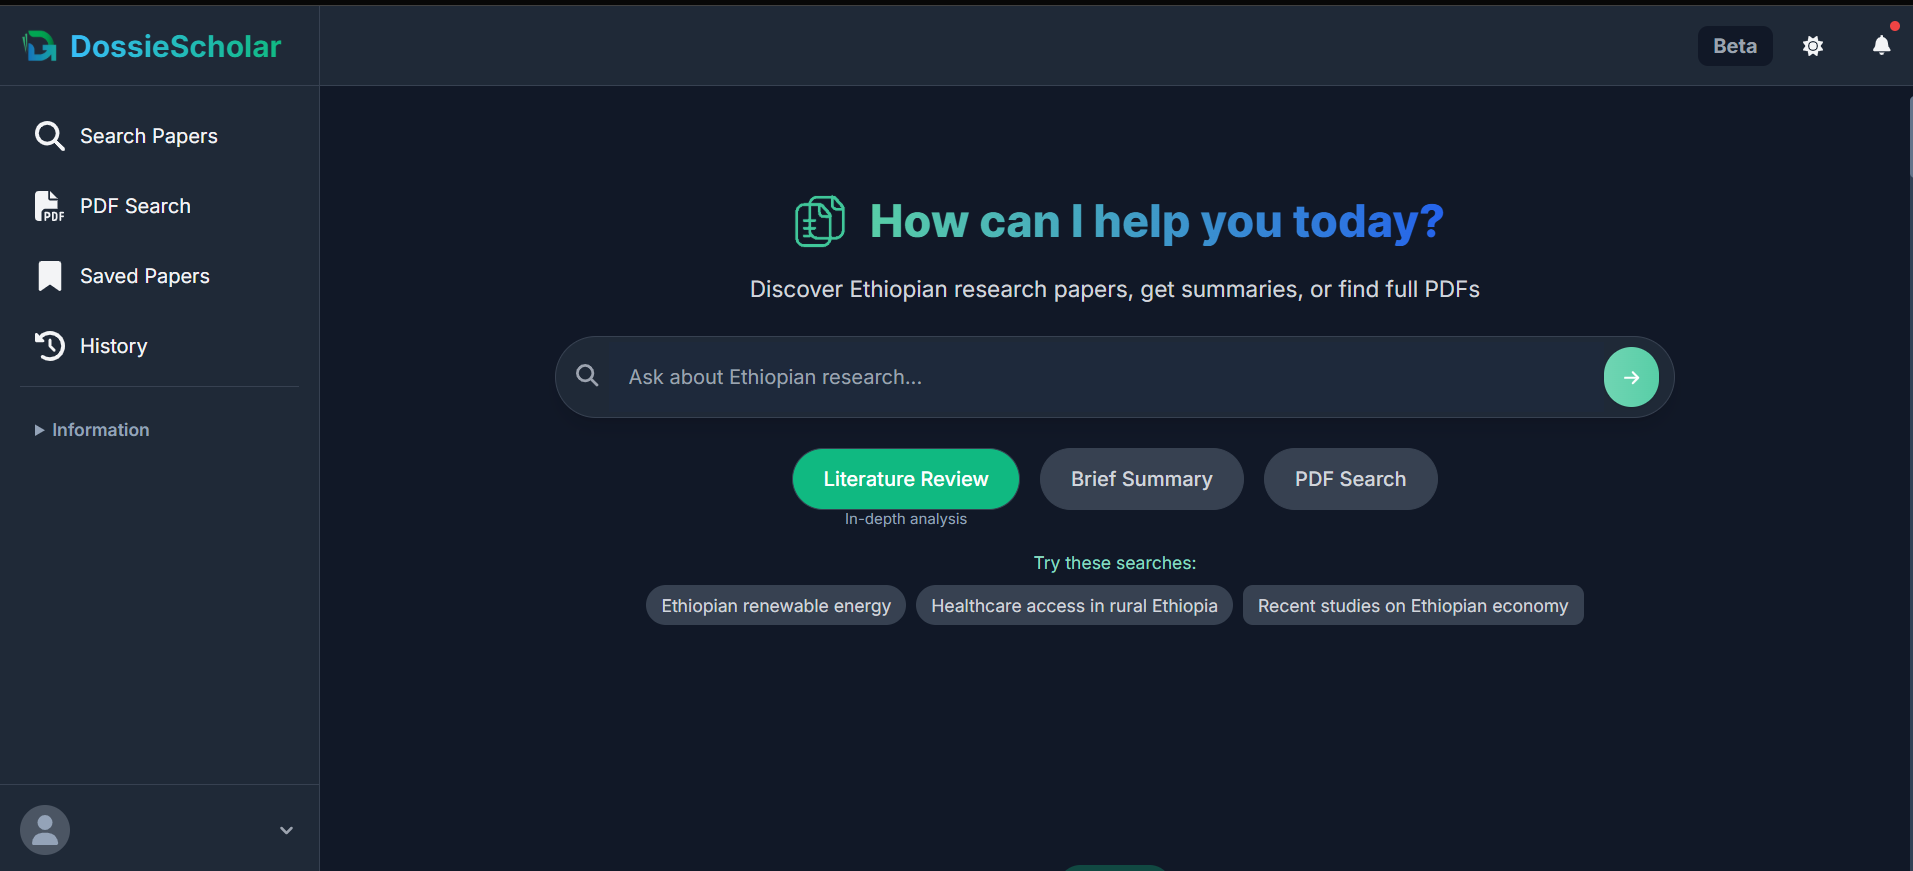 DossieScholar
Beta
Search Papers
PDF
PDF Search
Saved Papers
History
Information
How can I help you today?
Discover Ethiopian research papers, get summaries, or find full PDFs
Ask about Ethiopian research...
Literature Review
Brief Summary
PDF Search
In-depth analysis
Try these searches:
Ethiopian renewable energy
Healthcare access in rural Ethiopia
Recent studies on Ethiopian economy